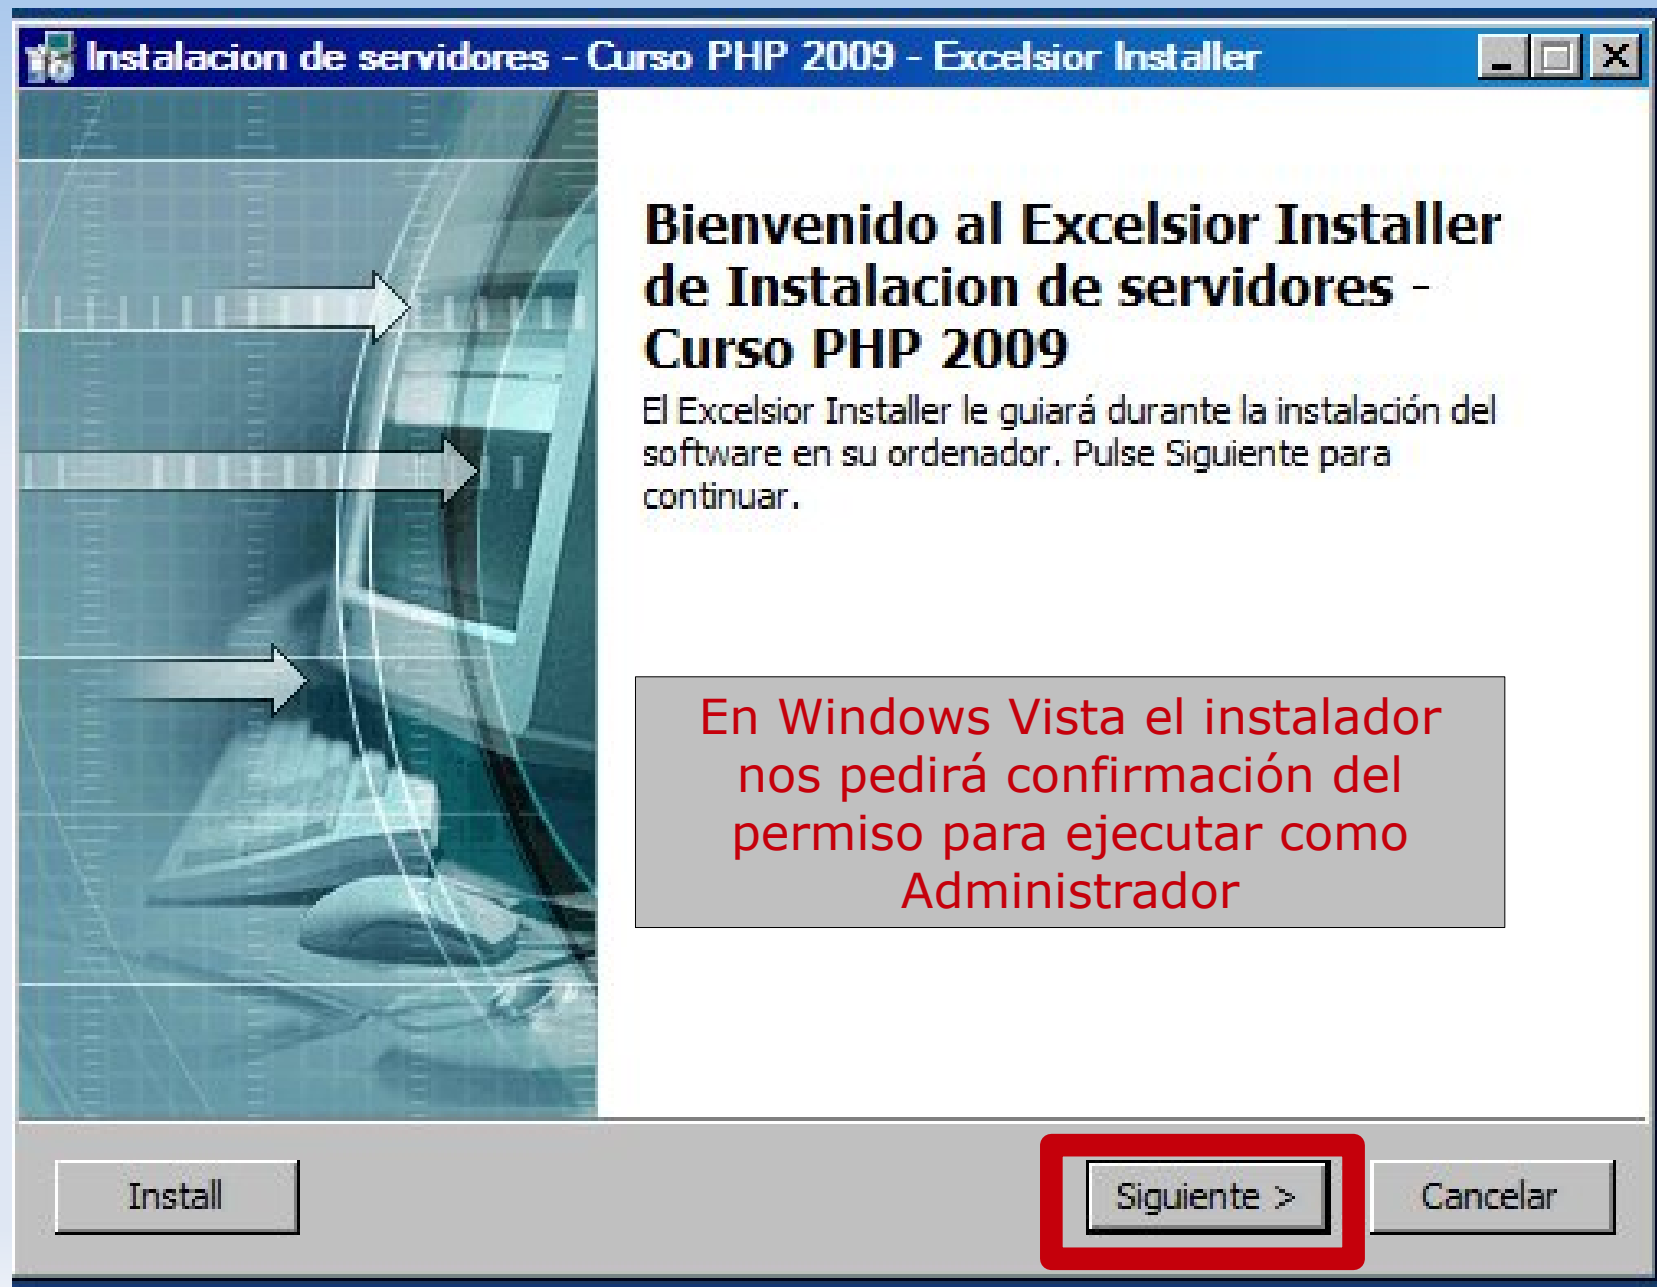 Instalacion de servidores - Curso PHP 2009 - Excelsior Installer
Bienvenido al Excelsior Installer
de Instalacion de servidores -
Curso PHP 2009
El Excelsior Installer le guiará durante la instalación del
software en su ordenador. Pulse Siguiente para
continuar.
En Windows Vista el instalador
nos pedirá confirmación del
permiso para ejecutar como
Administrador
Install
Siguiente >
Cancelar